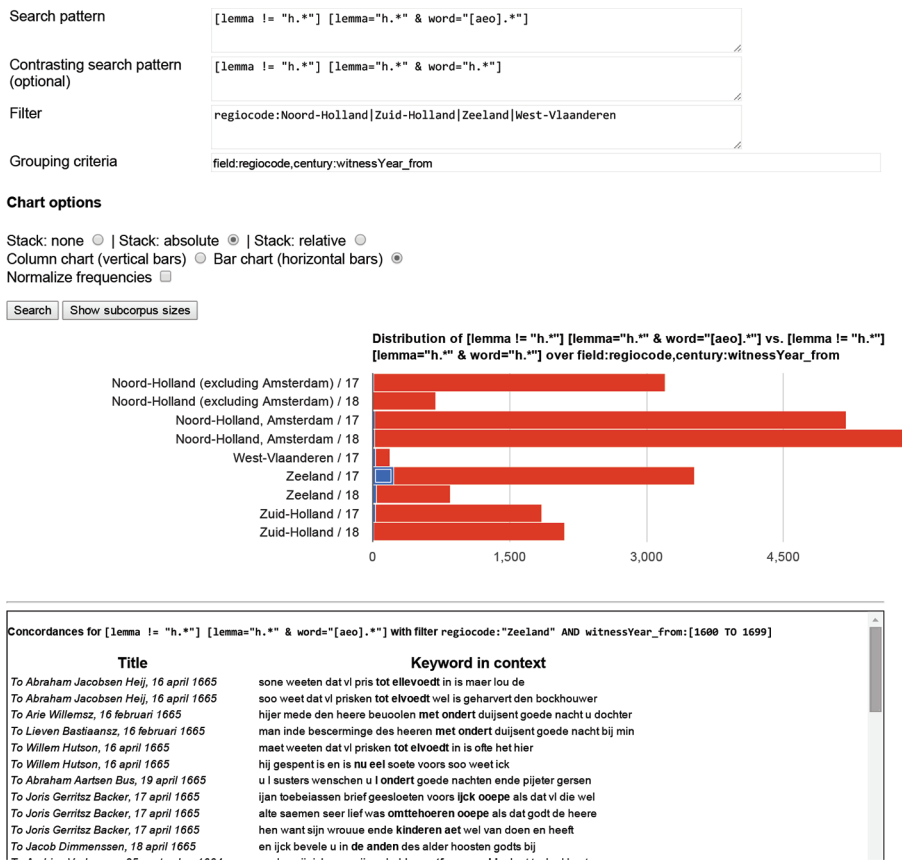 Search pattern
[lemma != "h.*"] [lemma="h.*" & word="[aeo].*"]
Contrasting search pattern
(optional)
[lemma != "h.*"] [lemma="h.*" & word="h.*"]
Filter
regiocode:Noord-Holland|Zuid-Holland|Zeeland|West-Vlaanderen
Grouping criteria
field:regiocode,century:witnessYear_from
Chart options
Stack: none | Stack: absolute | Stack: relative
Column chart (vertical bars) Bar chart (horizontal bars)
Normalize frequencies
Search Show subcorpus sizes
Distribution of [lemma != "h.*"] [lemma="h.*" & word="[aeo].*"] vs. [lemma != "h.*"]
[lemma="h.*" & word="h.*"] over field:regiocode,century:witnessYear_from
Noord-Holland (excluding Amsterdam) / 17
Noord-Holland (excluding Amsterdam) / 18
Noord-Holland, Amsterdam / 17
Noord-Holland, Amsterdam / 18
West-Vlaanderen / 17
Zeeland / 17
Zeeland / 18
Zuid-Holland / 17
Zuid-Holland / 18
0 1,500 3,000 4,500
Concordances for [lemma != "h.*"] [lemma="h.*" & word="[aeo].*"] with filter regiocode:"Zeeland" AND witnessYear_from:[1600 TO 1699]
Title Keyword in context
To Abraham Jacobsen Heij, 16 april 1665 sone weeten dat vl pris tot ellevoedt in is maer lou de
To Abraham Jacobsen Heij, 16 april 1665 soo weet dat vl prisken tot elvoedt wel is geharvert den bockhouwer
To Arie Willemsz, 16 februari 1665 hijer mede den heere beuoolen met ondert duijsent goede nacht u dochter
To Lieven Bastiaansz, 16 februari 1665 man inde bescerminge des heeren met ondert duijsent goede nacht bij min
To Willem Hutson, 16 april 1665 maet weeten dat vl prisken tot elvoedt in is ofte het hier
To Willem Hutson, 16 april 1665 hij gespent is en is nu eel soete voors soo weet ick
To Abraham Aartsen Bus, 19 april 1665 u l susters wenschen u l ondert goede nachten ende pijeter gersen
To Joris Gerritsz Backer, 17 april 1665 ijan toebeiassen brief geesloeten voors ijck ooepe als dat vl die wel
To Joris Gerritsz Backer, 17 april 1665 alte saemen seer lief was omttehoeren ooepe als dat godt de heere
To Joris Gerritsz Backer, 17 april 1665 hen want sijn wrouue ende kinderen aet wel van doen en heeft
To Jacob Dimmenssen, 18 april 1665 en ijck bevele u in de anden des alder hoosten godts bij